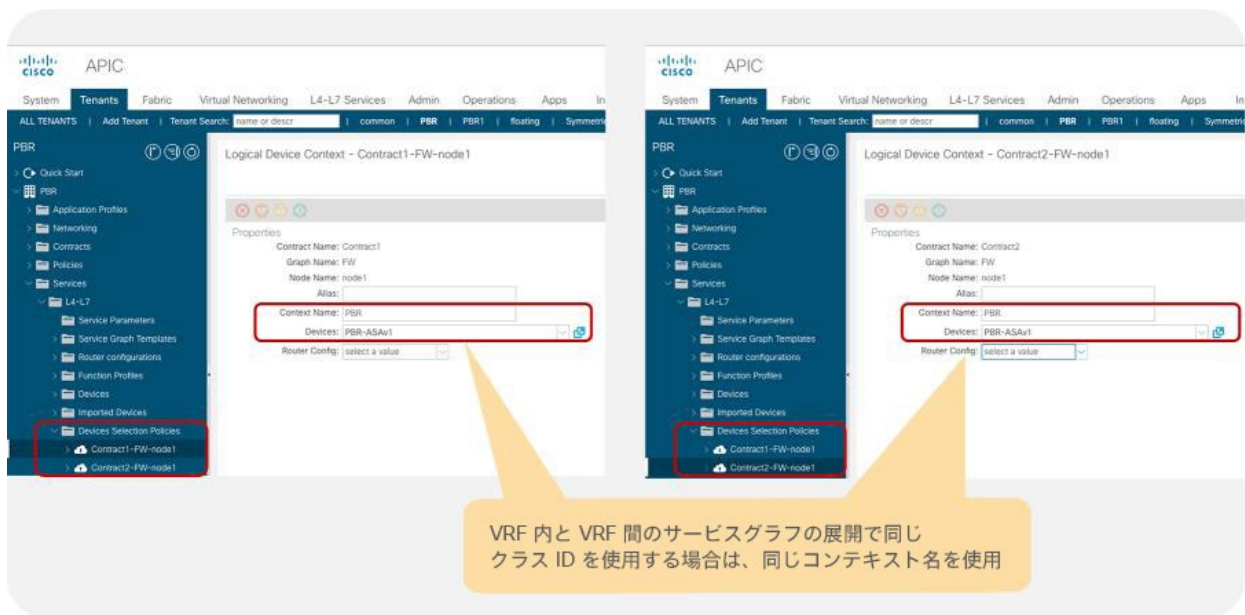 CISCO
APIC
System Tenants Fabric Virtual Networking L4-L7 Services Admin Operations Apps In
ALL TENANTS | Add Tenant | Tenant Search: name or descr | common | PBR | PBR1 | floating | Symmetric
PBR
Quick Start
PBR
Application Profiles
Networking
Contracts
Policies
Services
L4-L7
Service Parameters
Service Graph Templates
Router configurations
Function Profiles
Devices
Imported Devices
Devices Selection Policies
Contract1-FW-node1
Contract2-FW-node1
Logical Device Context - Contract1-FW-node1
Properties
Contract Name: Contract1
Graph Name: FW
Node Name: node1
Alias:
Context Name: PBR
Devices: PBR-ASAv1
Router Config: select a value
CISCO
APIC
System Tenants Fabric Virtual Networking L4-L7 Services Admin Operations Apps In
ALL TENANTS | Add Tenant | Tenant Search: name or descr | common | PBR | PBR1 | floating | Symmetric
PBR
Quick Start
PBR
Application Profiles
Networking
Contracts
Policies
Services
L4-L7
Service Parameters
Service Graph Templates
Router configurations
Function Profiles
Devices
Imported Devices
Devices Selection Policies
Contract1-FW-node1
Contract2-FW-node1
Logical Device Context - Contract2-FW-node1
Properties
Contract Name: Contract2
Graph Name: FW
Node Name: node1
Alias:
Context Name: PBR
Devices: PBR-ASAv1
Router Config: select a value
VRF 内と VRF 間のサービスグラフの展開で同じ
クラス ID を使用する場合は、同じコンテキスト名を使用